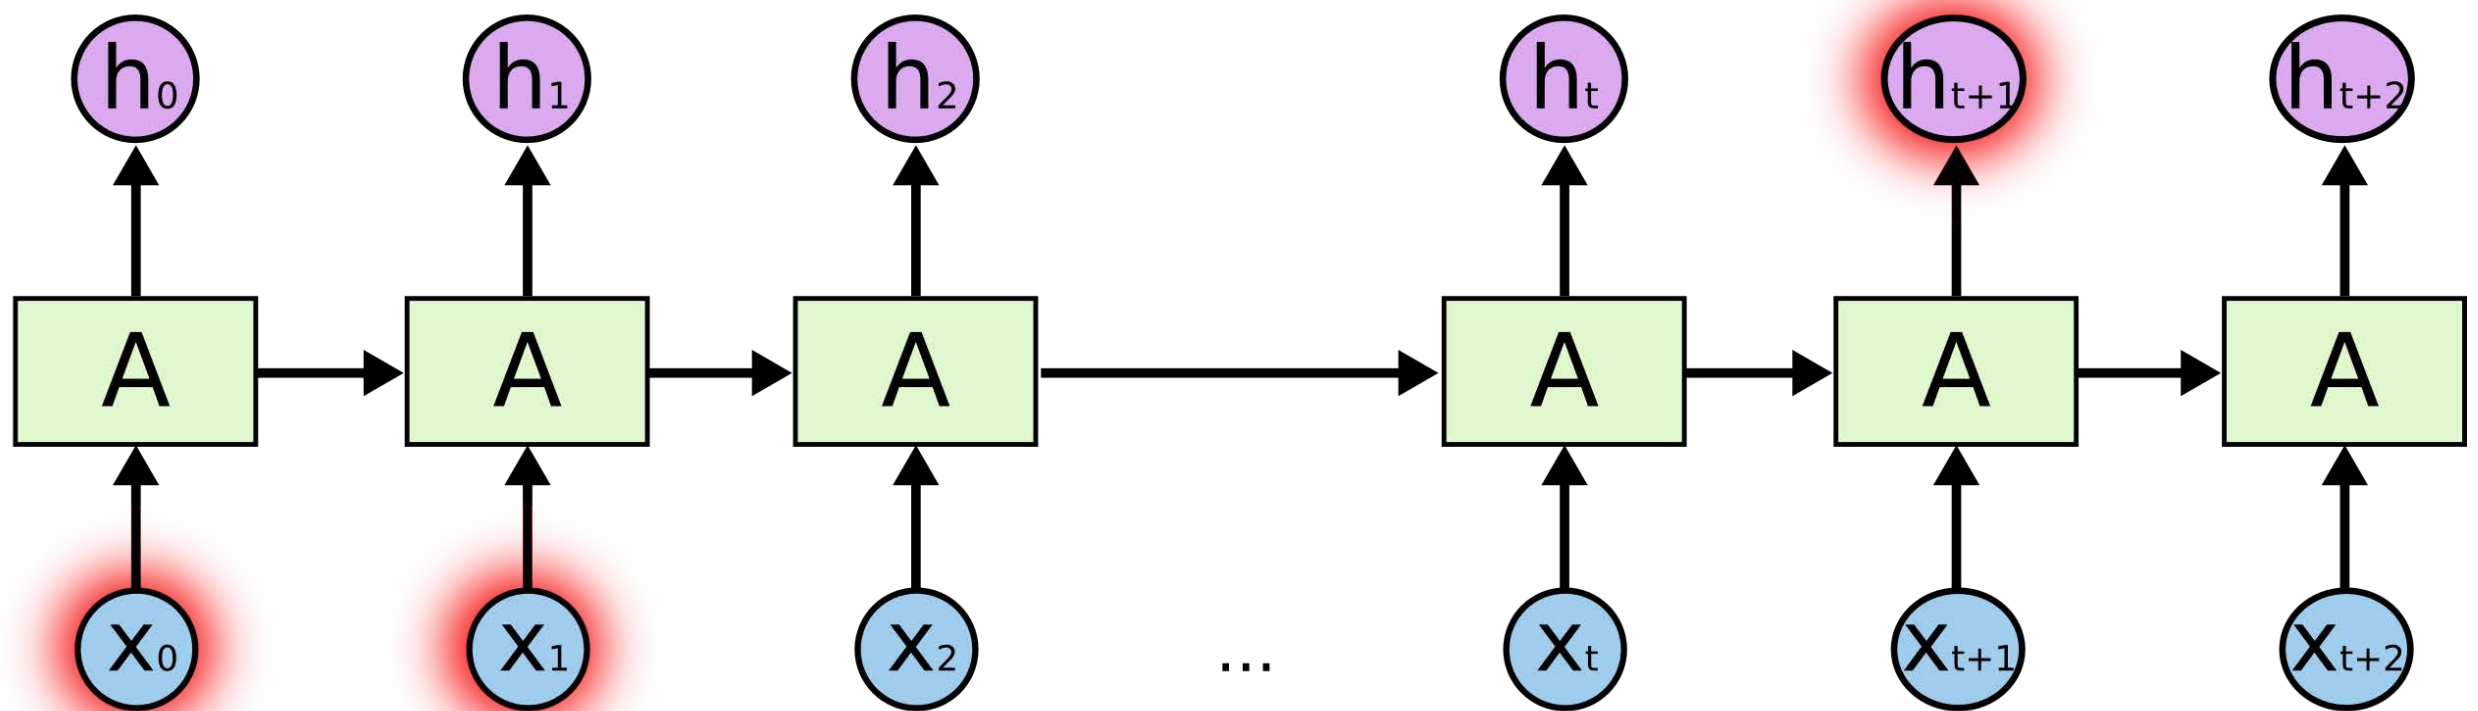 h₀ h₁ h₂ hₜ hₜ₊₁ hₜ₊₂
A A A A A A
x₀ x₁ x₂ ... xₜ xₜ₊₁ xₜ₊₂